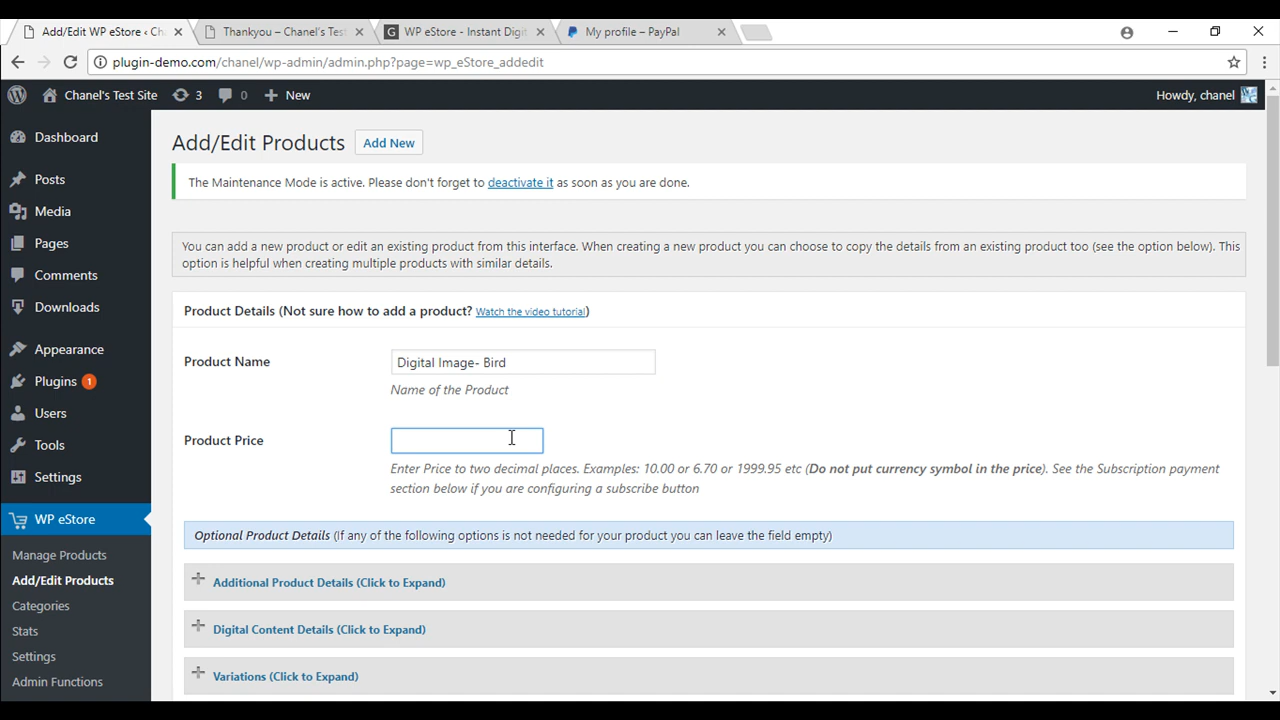 Add/Edit WP eStore ‹ Ch
Thankyou – Chanel's Test
WP eStore - Instant Digit
My profile – PayPal
plugin-demo.com/chanel/wp-admin/admin.php?page=wp_eStore_addedit
Chanel's Test Site
3
0
New
Howdy, chanel
Dashboard
Posts
Media
Pages
Comments
Downloads
Appearance
Plugins 1
Users
Tools
Settings
WP eStore
Manage Products
Add/Edit Products
Categories
Stats
Settings
Admin Functions
Add/Edit Products
Add New
The Maintenance Mode is active. Please don't forget to deactivate it as soon as you are done.
You can add a new product or edit an existing product from this interface. When creating a new product you can choose to copy the details from an existing product too (see the option below). This
option is helpful when creating multiple products with similar details.
Product Details (Not sure how to add a product? Watch the video tutorial)
Product Name
Digital Image- Bird
Name of the Product
Product Price
Enter Price to two decimal places. Examples: 10.00 or 6.70 or 1999.95 etc (Do not put currency symbol in the price). See the Subscription payment
section below if you are configuring a subscribe button
Optional Product Details (If any of the following options is not needed for your product you can leave the field empty)
Additional Product Details (Click to Expand)
Digital Content Details (Click to Expand)
Variations (Click to Expand)